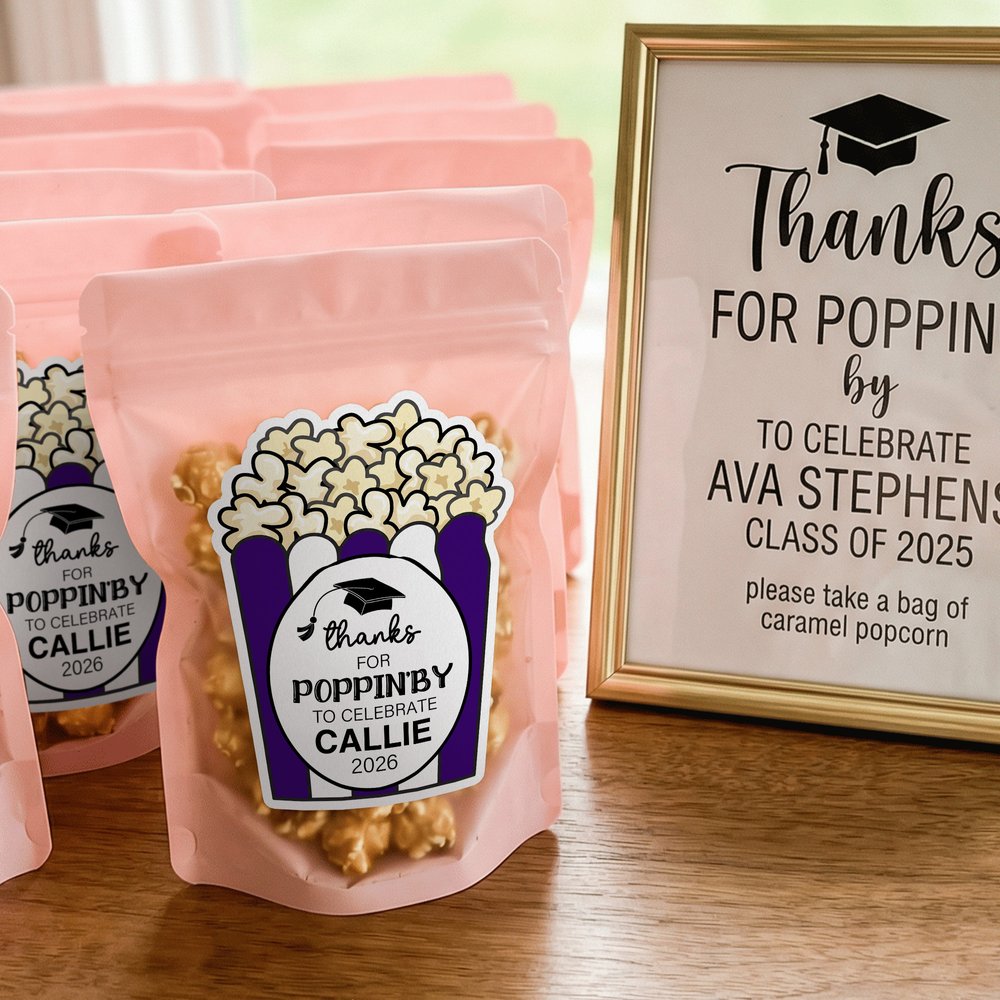 thanks
FOR
POPPIN'BY
TO CELEBRATE
CALLIE
2026
thanks
FOR
POPPIN'BY
TO CELEBRATE
CALLIE
2026
Thanks
FOR POPPIN
by
TO CELEBRATE
AVA STEPHENS
CLASS OF 2025
please take a bag of
caramel popcorn